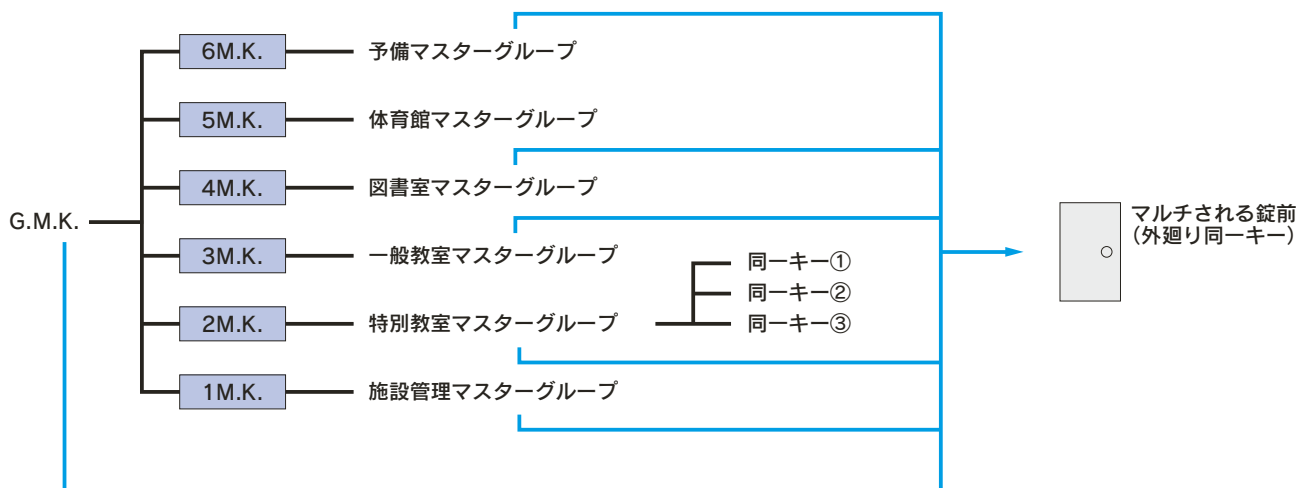 6M.K.
予備マスターグループ
5M.K.
体育館マスターグループ
4M.K.
図書室マスターグループ
G.M.K.
マルチされる錠前
（外廻り同一キー）
3M.K.
一般教室マスターグループ
同一キー①
同一キー②
2M.K.
特別教室マスターグループ
同一キー③
1M.K.
施設管理マスターグループ